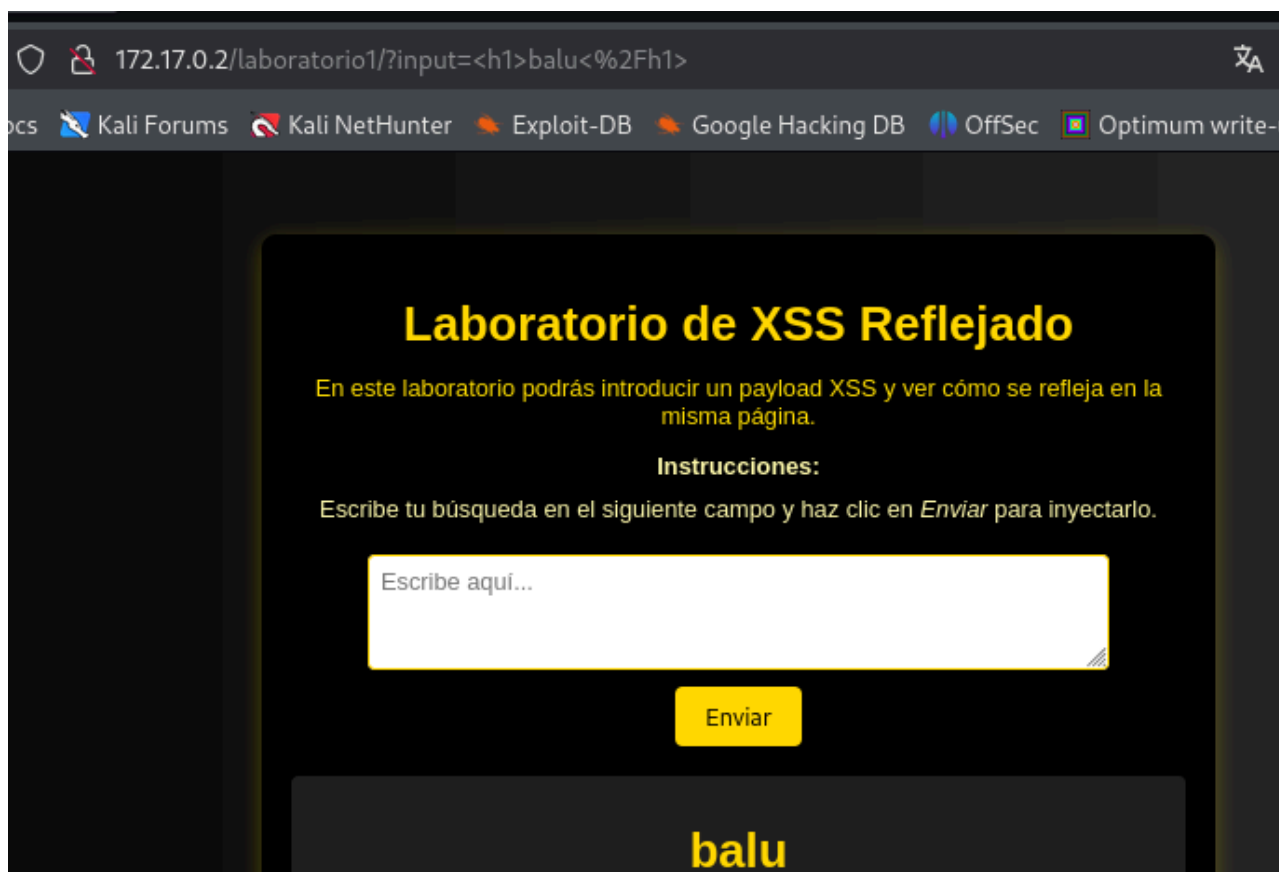 172.17.0.2/laboratorio1/?input=<h1>balu<%2Fh1>
Kali Forums Kali NetHunter Exploit-DB Google Hacking DB OffSec Optimum write-
Laboratorio de XSS Reflejado
En este laboratorio podrás introducir un payload XSS y ver cómo se refleja en la
misma página.
Instrucciones:
Escribe tu búsqueda en el siguiente campo y haz clic en Enviar para inyectarlo.
Escribe aquí...
Enviar
balu